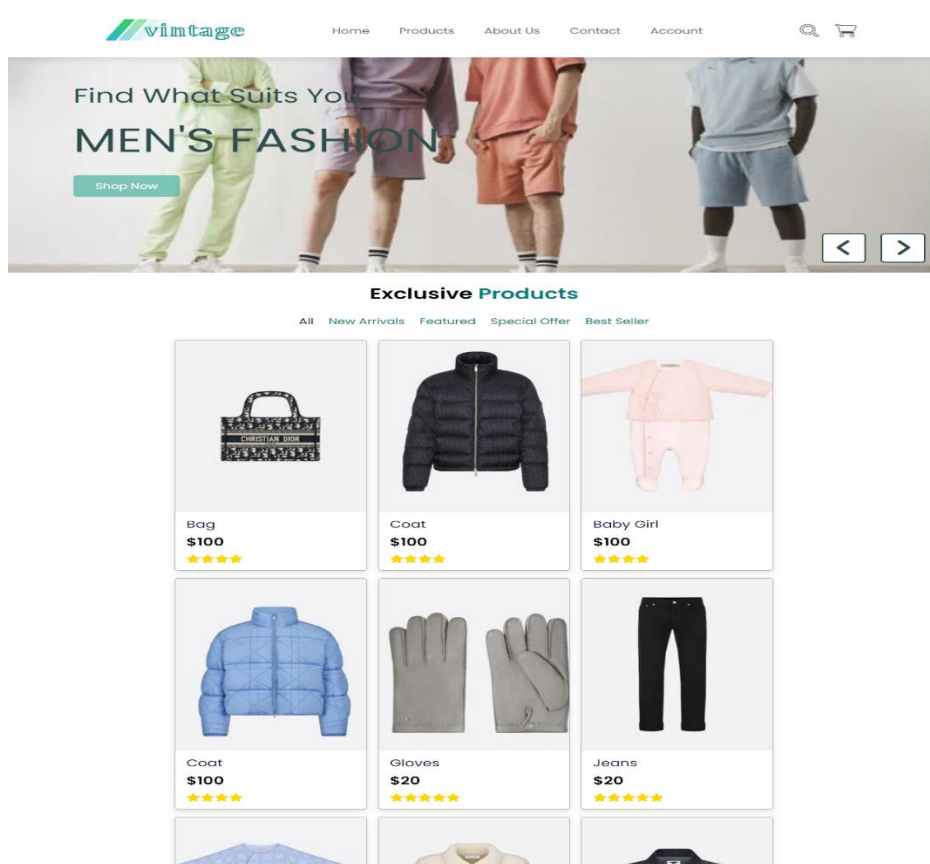 vintage
Home Products About Us Contact Account
Find What Suits You
MEN'S FASHION
Shop Now
< >
Exclusive Products
All New Arrivals Featured Special Offer Best Seller
CHRISTIAN DIOR
Bag
$100
Coat
$100
Baby Girl
$100
Coat
$100
Gloves
$20
Jeans
$20